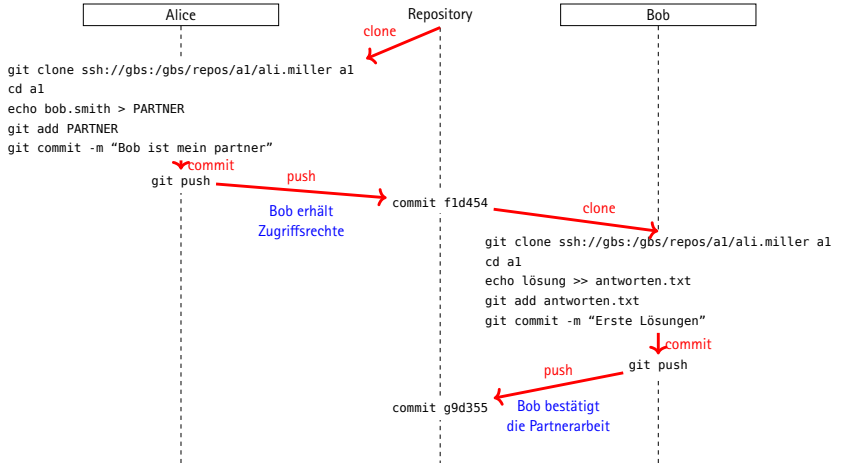 Alice
Repository
Bob
clone
git clone ssh://gbs:/gbs/repos/a1/ali.miller a1
cd a1
echo bob.smith > PARTNER
git add PARTNER
git commit -m “Bob ist mein partner”
commit
git push
push
Bob erhält
Zugriffsrechte
commit f1d454
clone
git clone ssh://gbs:/gbs/repos/a1/ali.miller a1
cd a1
echo lösung >> antworten.txt
git add antworten.txt
git commit -m “Erste Lösungen”
commit
git push
push
commit g9d355
Bob bestätigt
die Partnerarbeit